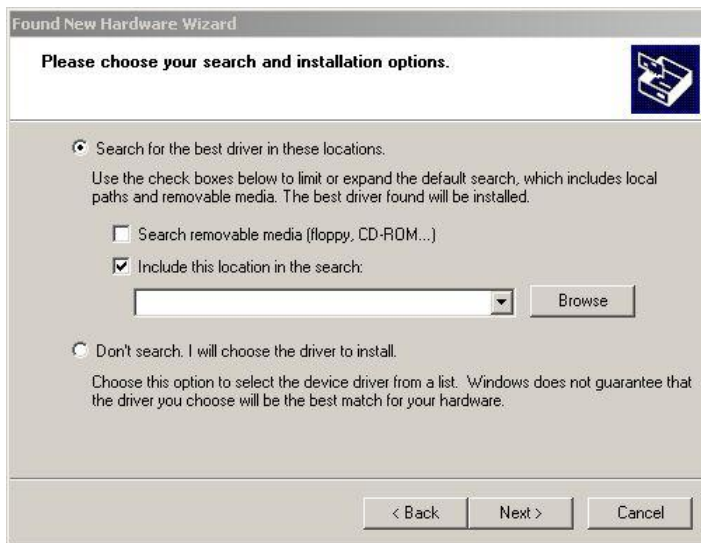 Found New Hardware Wizard
Please choose your search and installation options.
Search for the best driver in these locations.
Use the check boxes below to limit or expand the default search, which includes local
paths and removable media. The best driver found will be installed.
Search removable media (floppy, CD-ROM...)
Include this location in the search:
Browse
Don't search. I will choose the driver to install.
Choose this option to select the device driver from a list. Windows does not guarantee that
the driver you choose will be the best match for your hardware.
< Back Next > Cancel